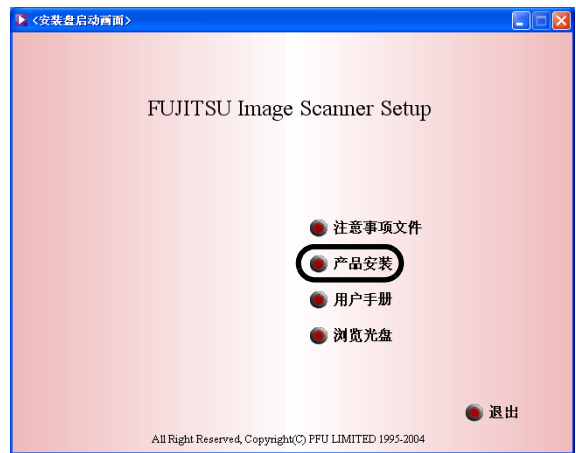 <安装盘启动画面>
FUJITSU Image Scanner Setup
注意事项文件
产品安装
用户手册
浏览光盘
退出
All Right Reserved, Copyright(C) PFU LIMITED 1995-2004